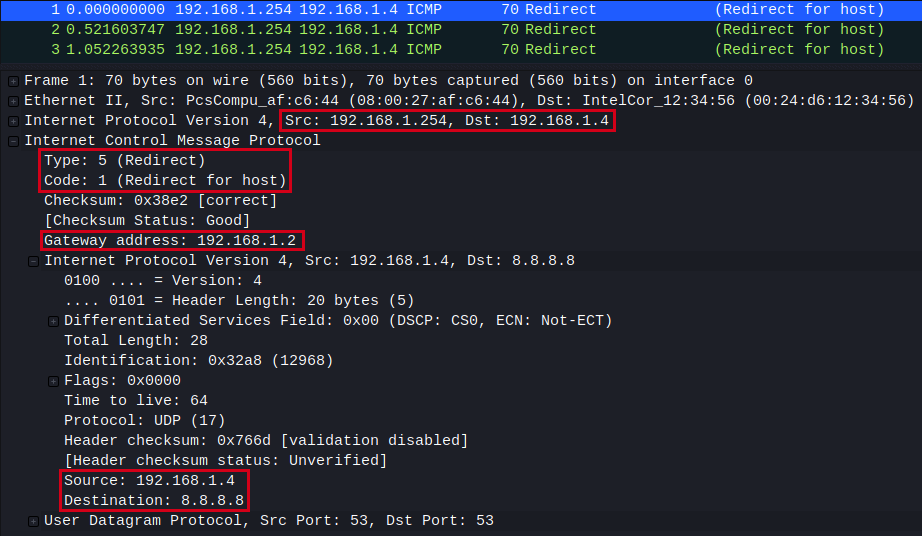 1 0.000000000 192.168.1.254 192.168.1.4 ICMP 70 Redirect (Redirect for host)
2 0.521603747 192.168.1.254 192.168.1.4 ICMP 70 Redirect (Redirect for host)
3 1.052263935 192.168.1.254 192.168.1.4 ICMP 70 Redirect (Redirect for host)
Frame 1: 70 bytes on wire (560 bits), 70 bytes captured (560 bits) on interface 0
Ethernet II, Src: PcsCompu_af:c6:44 (08:00:27:af:c6:44), Dst: IntelCor_12:34:56 (00:24:d6:12:34:56)
Internet Protocol Version 4, Src: 192.168.1.254, Dst: 192.168.1.4
Internet Control Message Protocol
Type: 5 (Redirect)
Code: 1 (Redirect for host)
Checksum: 0x38e2 [correct]
[Checksum Status: Good]
Gateway address: 192.168.1.2
Internet Protocol Version 4, Src: 192.168.1.4, Dst: 8.8.8.8
0100 .... = Version: 4
.... 0101 = Header Length: 20 bytes (5)
Differentiated Services Field: 0x00 (DSCP: CS0, ECN: Not-ECT)
Total Length: 28
Identification: 0x32a8 (12968)
Flags: 0x0000
Time to live: 64
Protocol: UDP (17)
Header checksum: 0x766d [validation disabled]
[Header checksum status: Unverified]
Source: 192.168.1.4
Destination: 8.8.8.8
User Datagram Protocol, Src Port: 53, Dst Port: 53